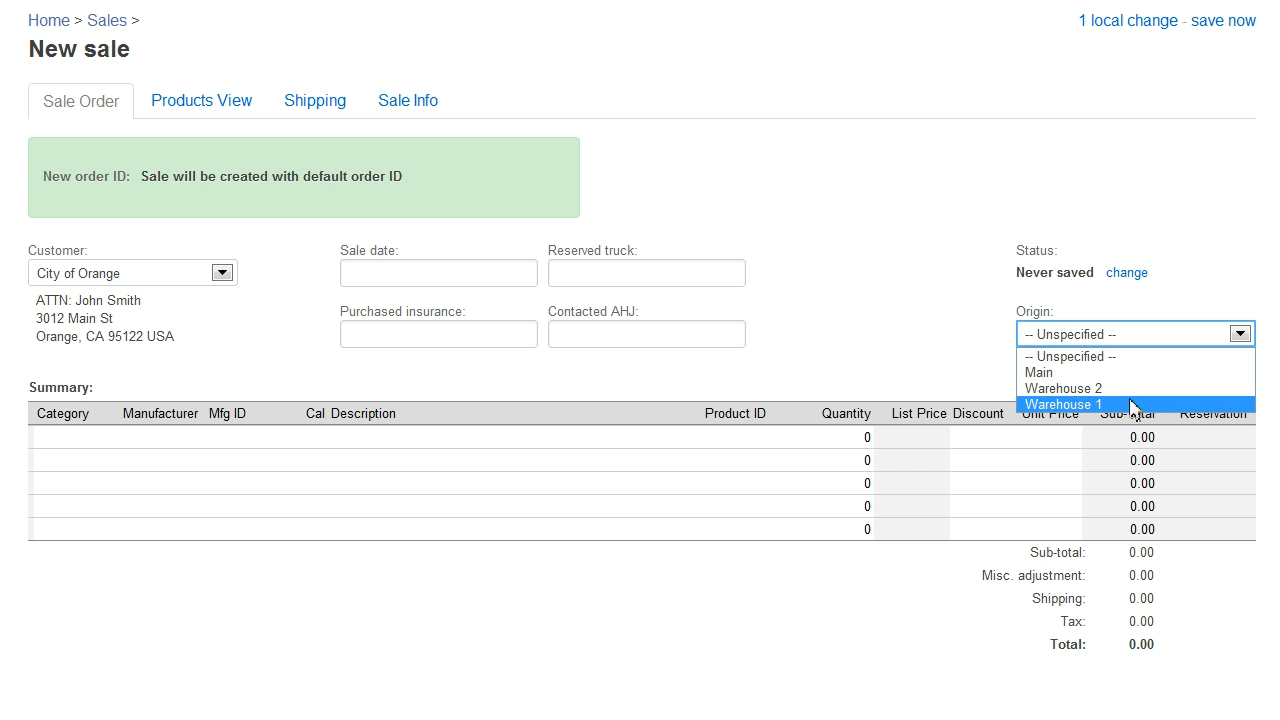 Home > Sales >
1 local change - save now
New sale
Sale Order Products View Shipping Sale Info
New order ID: Sale will be created with default order ID
Customer: Sale date: Reserved truck: Status:
City of Orange Never saved change
ATTN: John Smith
3012 Main St Purchased insurance: Contacted AHJ: Origin:
Orange, CA 95122 USA -- Unspecified --
-- Unspecified --
Main
Summary: Warehouse 2
Warehouse 1
Category Manufacturer Mfg ID Cal Description Product ID Quantity List Price Discount Unit Price Sub-total Reservation
0 0.00
0 0.00
0 0.00
0 0.00
0 0.00
Sub-total: 0.00
Misc. adjustment: 0.00
Shipping: 0.00
Tax: 0.00
Total: 0.00